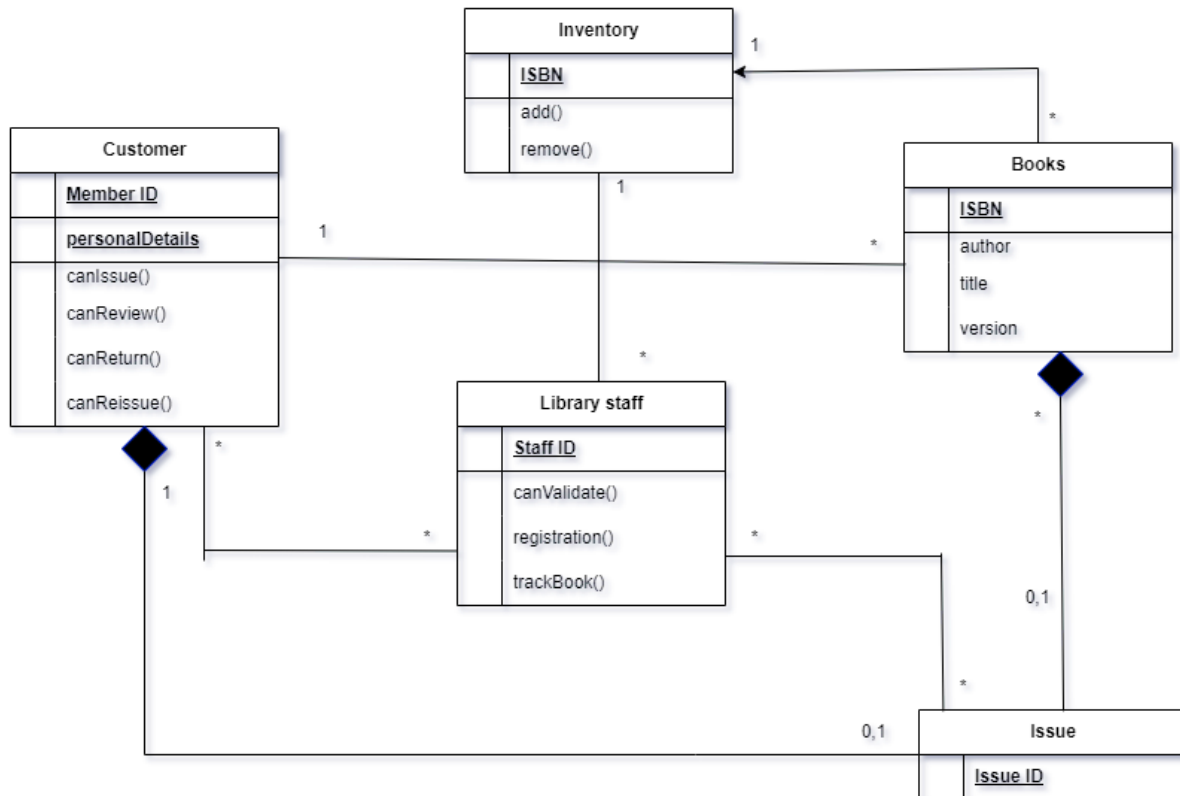 Inventory
ISBN
add()
remove()
1
1
*
Customer
Member ID
personalDetails
canIssue()
canReview()
canReturn()
canReissue()
1
*
Books
ISBN
author
title
version
*
Library staff
Staff ID
canValidate()
registration()
trackBook()
*
1
*
*
*
*
0,1
0,1
Issue
Issue ID